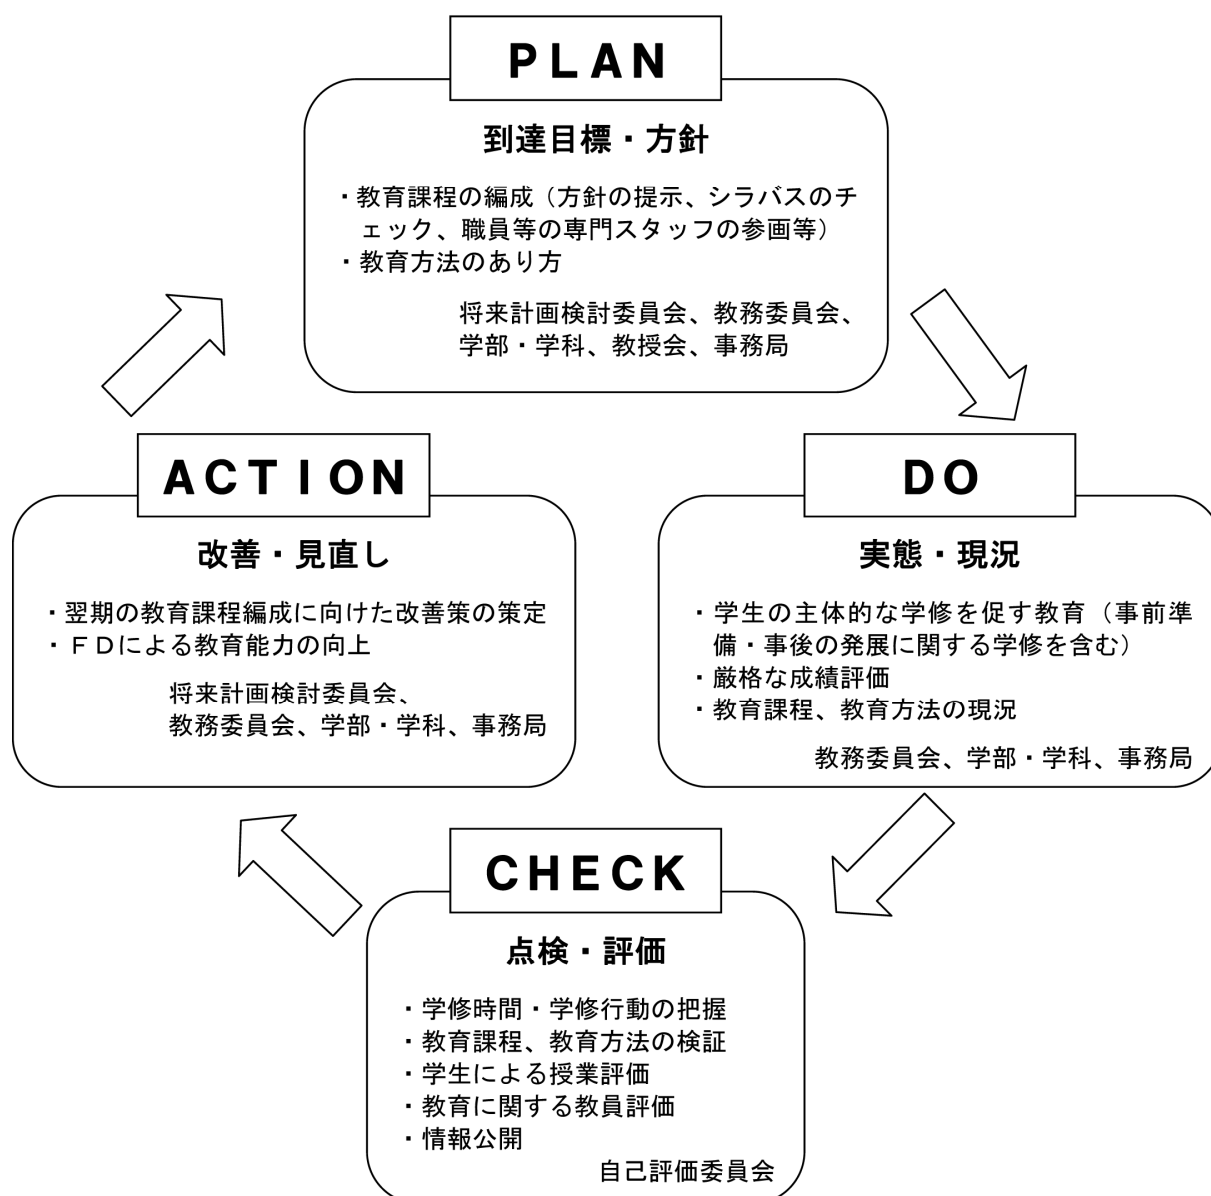 ＰＬＡＮ
到達目標・方針
・教育課程の編成（方針の提示、シラバスのチ
ェック、職員等の専門スタッフの参画等）
・教育方法のあり方
将来計画検討委員会、教務委員会、
学部・学科、教授会、事務局
ＡＣＴＩＯＮ
改善・見直し
・翌期の教育課程編成に向けた改善策の策定
・ＦＤによる教育能力の向上
将来計画検討委員会、
教務委員会、学部・学科、事務局
ＤＯ
実態・現況
・学生の主体的な学修を促す教育（事前準
備・事後の発展に関する学修を含む）
・厳格な成績評価
・教育課程、教育方法の現況
教務委員会、学部・学科、事務局
ＣＨＥＣＫ
点検・評価
・学修時間・学修行動の把握
・教育課程、教育方法の検証
・学生による授業評価
・教育に関する教員評価
・情報公開
自己評価委員会